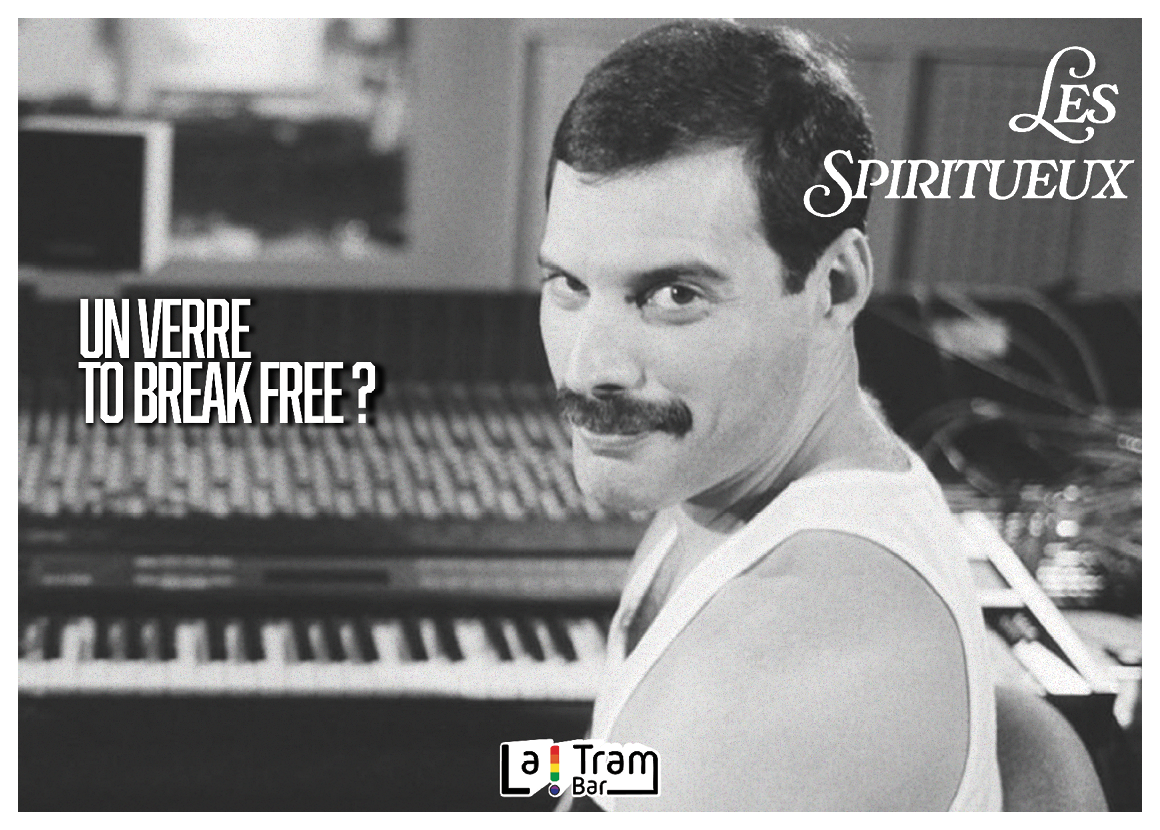 Les
Spiritueux
UN VERRE
TO BREAK FREE ?
La ! Tram
Bar